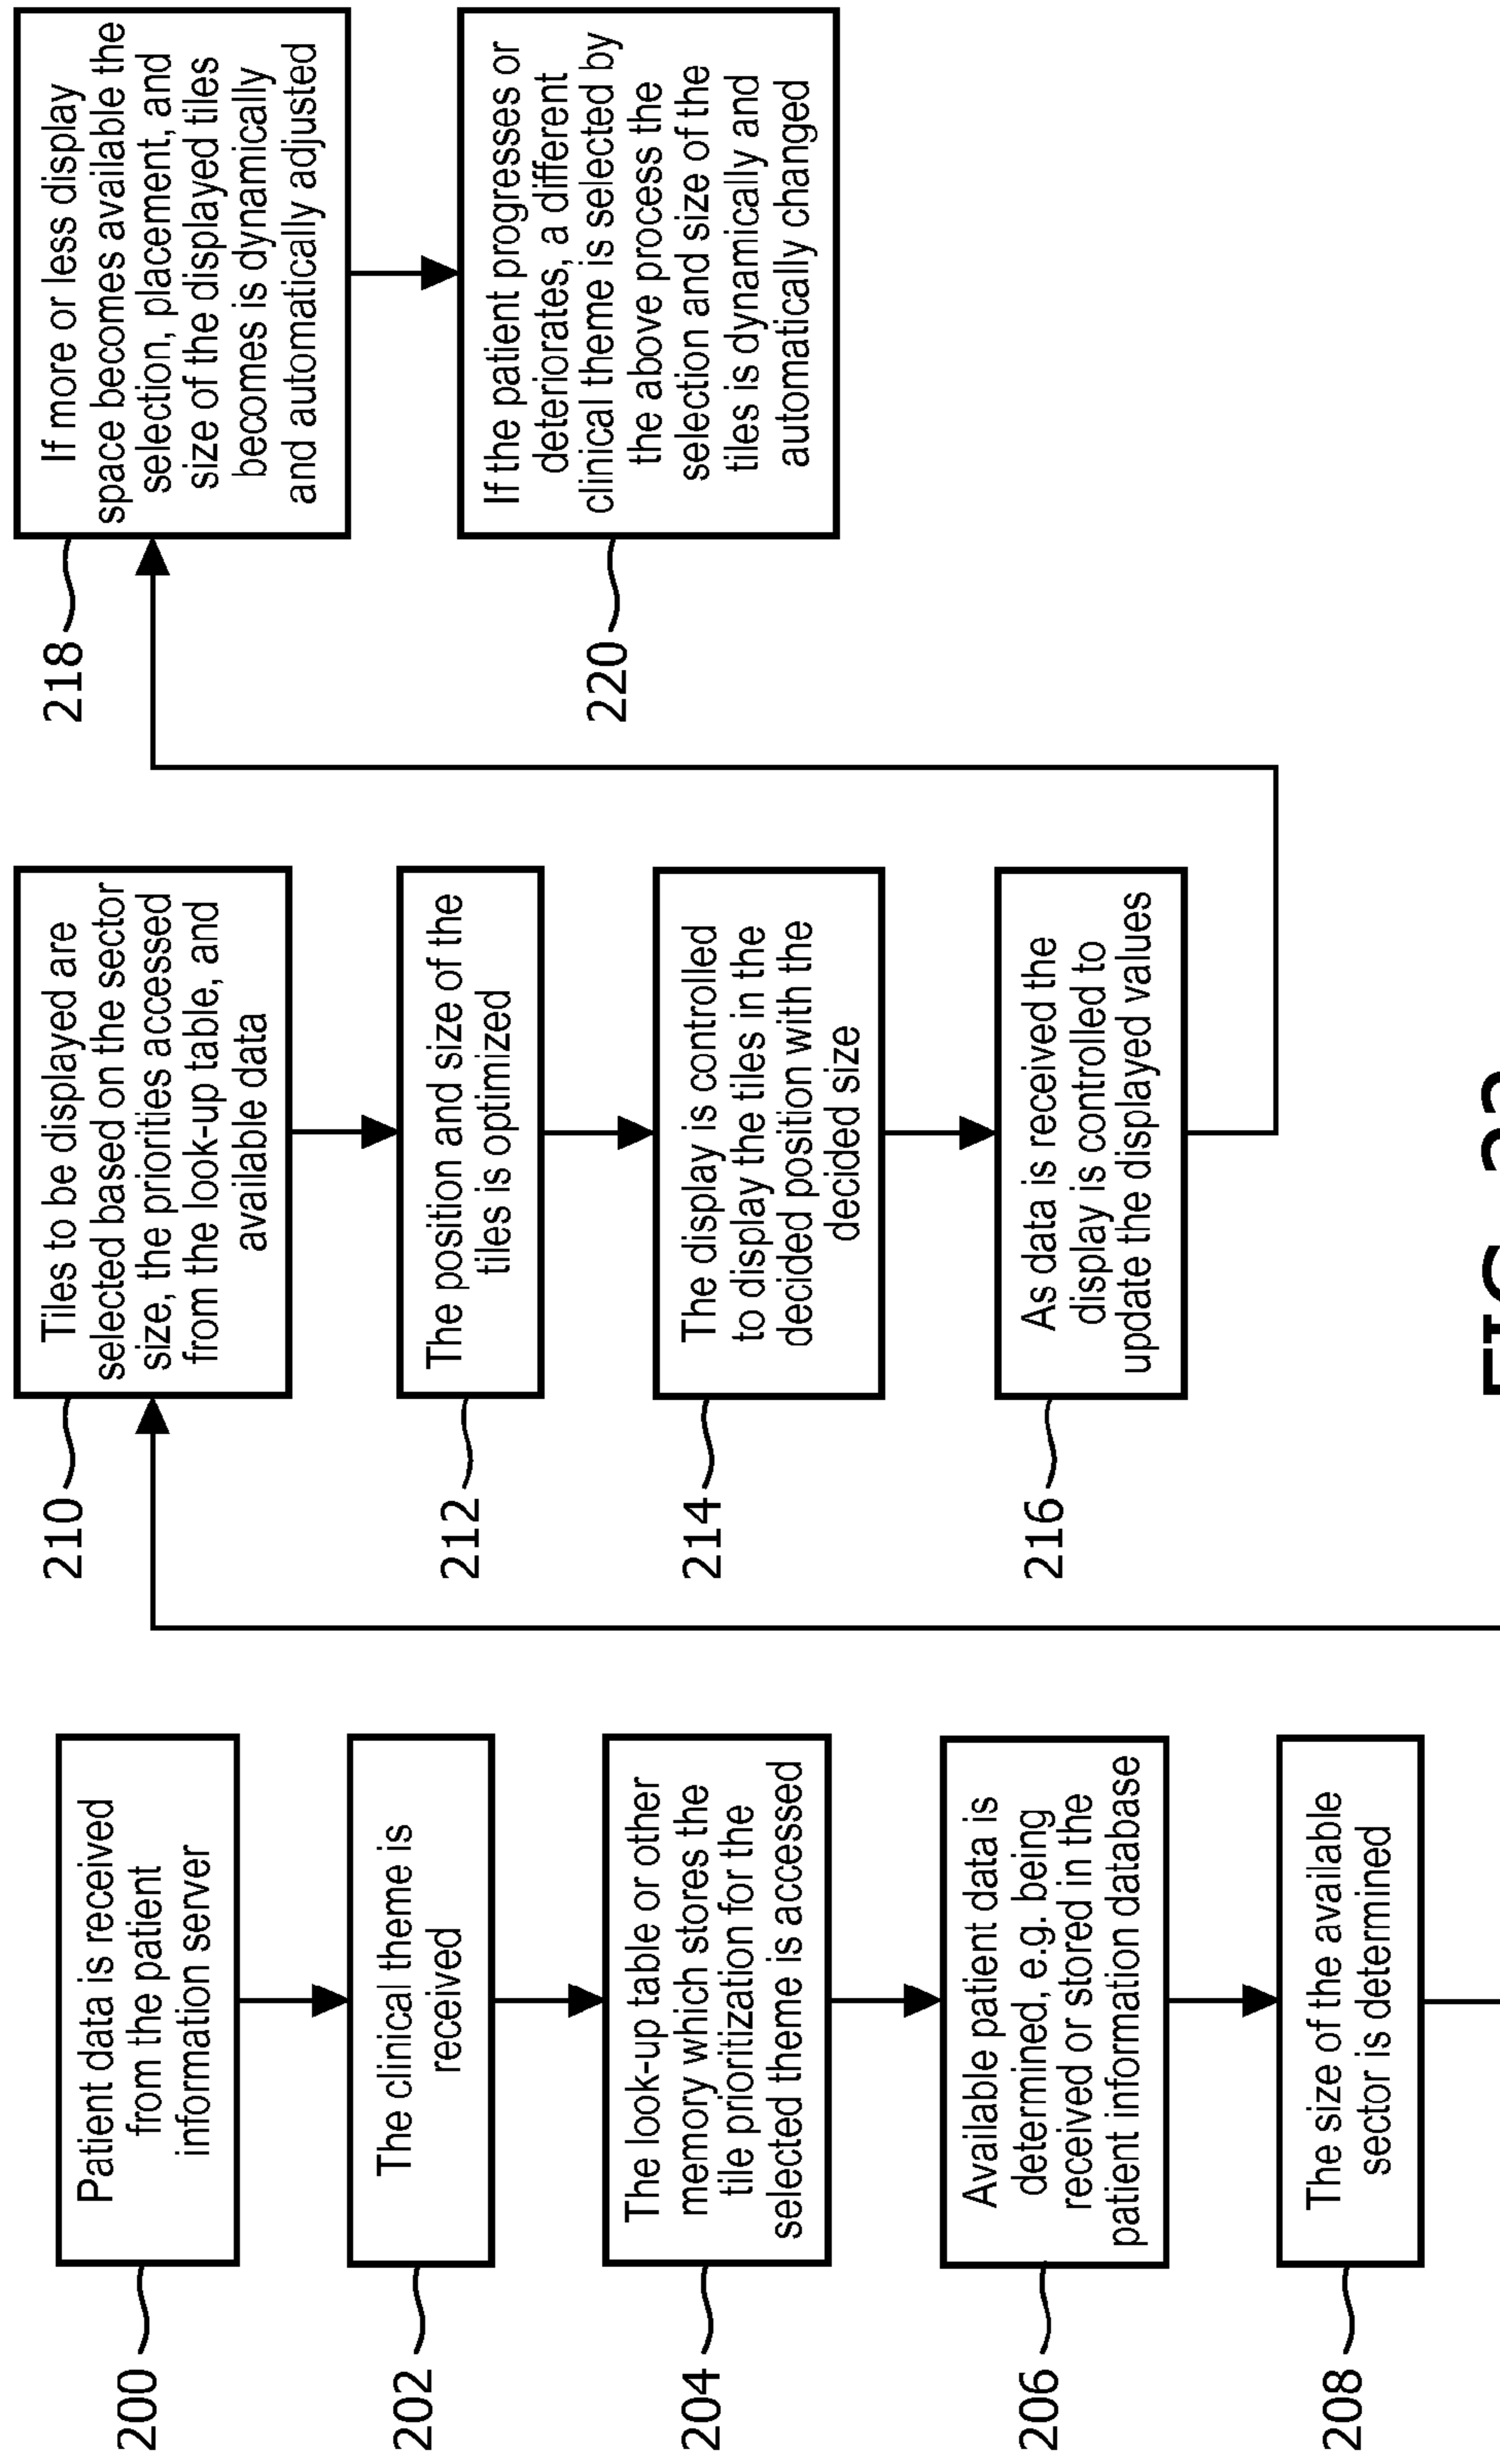 200
Patient data is received
from the patient
information server
202
The clinical theme is
received
204
The look-up table or other
memory which stores the
tile prioritization for the
selected theme is accessed
206
Available patient data is
determined, e.g. being
received or stored in the
patient information database
208
The size of the available
sector is determined
210
Tiles to be displayed are
selected based on the sector
size, the priorities accessed
from the look-up table, and
available data
212
The position and size of the
tiles is optimized
214
The display is controlled
to display the tiles in the
decided position with the
decided size
216
As data is received the
display is controlled to
update the displayed values
218
If more or less display
space becomes available the
selection, placement, and
size of the displayed tiles
becomes is dynamically
and automatically adjusted
220
If the patient progresses or
deteriorates, a different
clinical theme is selected by
the above process the
selection and size of the
tiles is dynamically and
automatically changed